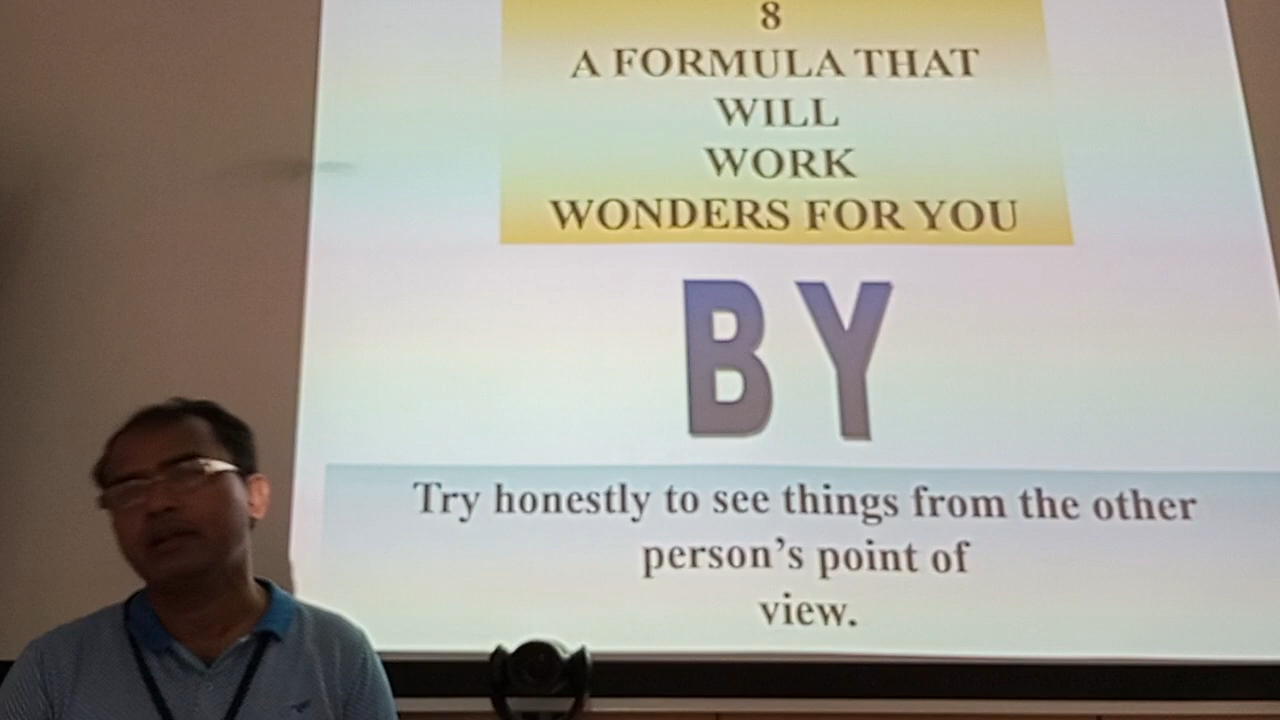 8
A FORMULA THAT
WILL
WORK
WONDERS FOR YOU
BY
Try honestly to see things from the other
person’s point of
view.